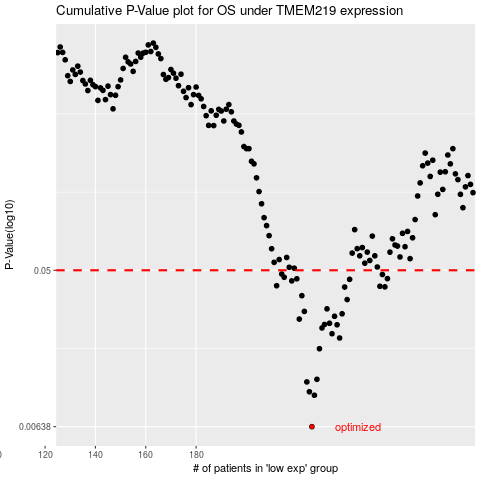 Cumulative P-Value plot for OS under TMEM219 expression
P-Value(log10)
0.05
0.00638
optimized
0 120 140 160 180
# of patients in 'low exp' group